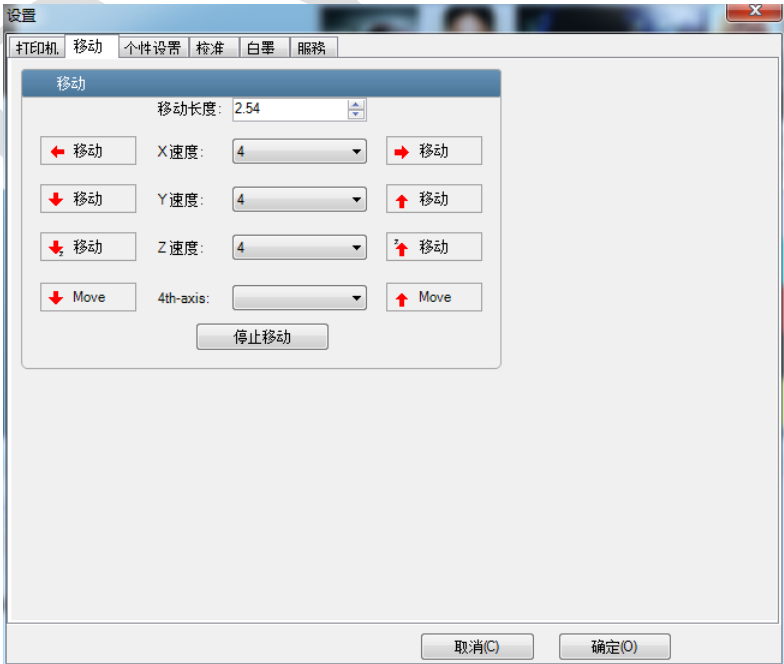 设置
打印机 移动 个性设置 校准 白墨 服務
移动
移动长度: 2.54
移动 X速度: 4 移动
移动 Y速度: 4 移动
z 移动 Z速度: 4 z 移动
Move 4th-axis: Move
停止移动
取消(C) 确定(O)